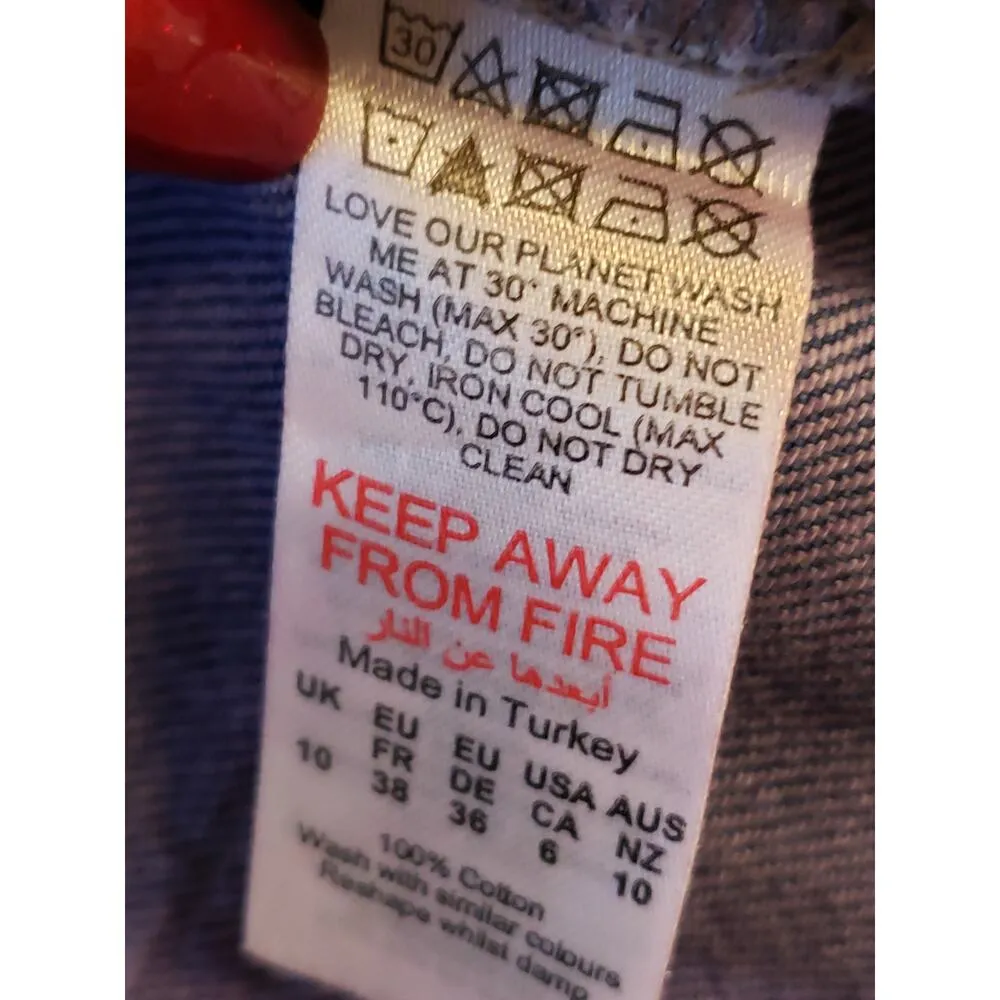 30
LOVE OUR PLANET WASH
ME AT 30° MACHINE
WASH (MAX 30°), DO NOT
BLEACH, DO NOT TUMBLE
DRY, IRON COOL (MAX
110°C), DO NOT DRY
CLEAN
KEEP AWAY
FROM FIRE
أبعدها عن النار
Made in Turkey
UK EU EU USA AUS
FR DE CA NZ
10 38 36 6 10
100% Cotton
Wash with similar colours
Reshape whilst damp